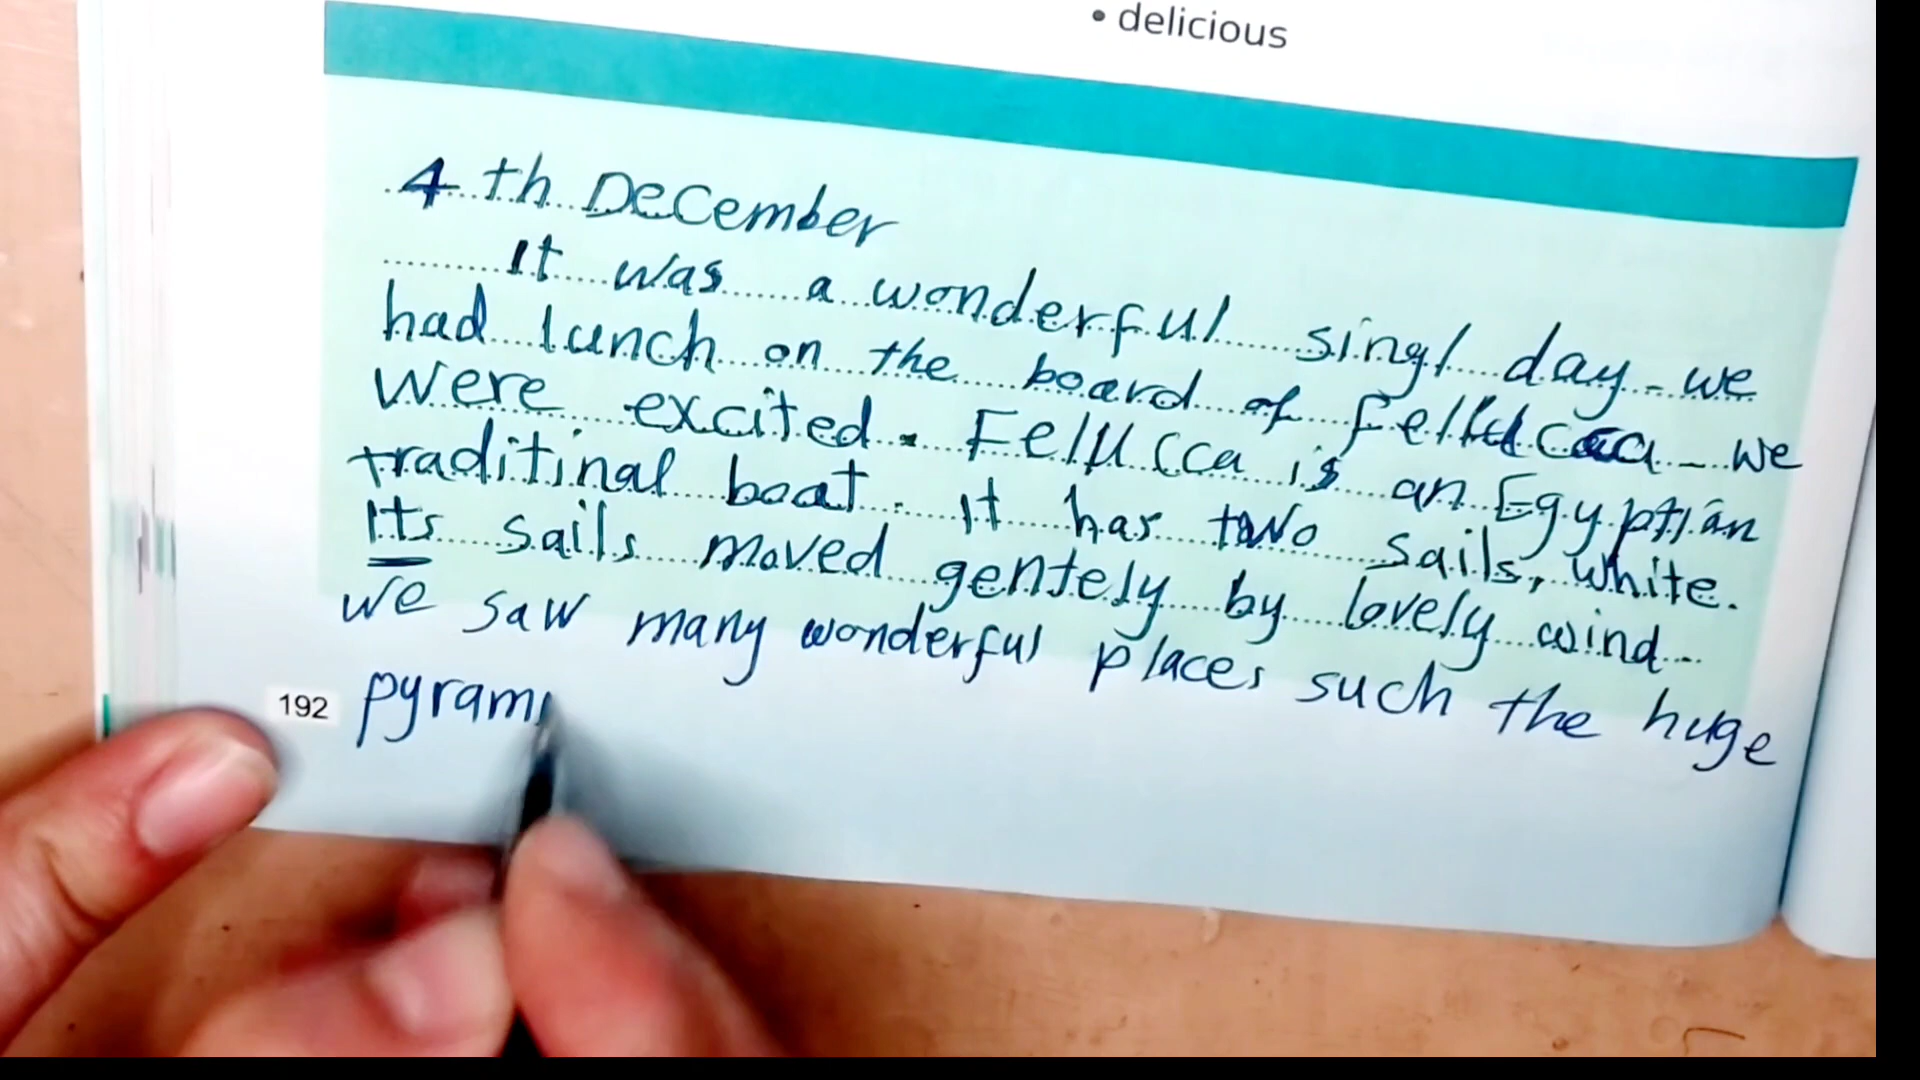 • delicious
4 th December
It was a wonderful singl day - we
had lunch on the board of Fellucca - we
were excited. Felucca is an Egyptian
traditinal boat. It has two sails, white.
Its sails moved gentely by lovely wind..
we saw many wonderful places such the huge
192 pyrami